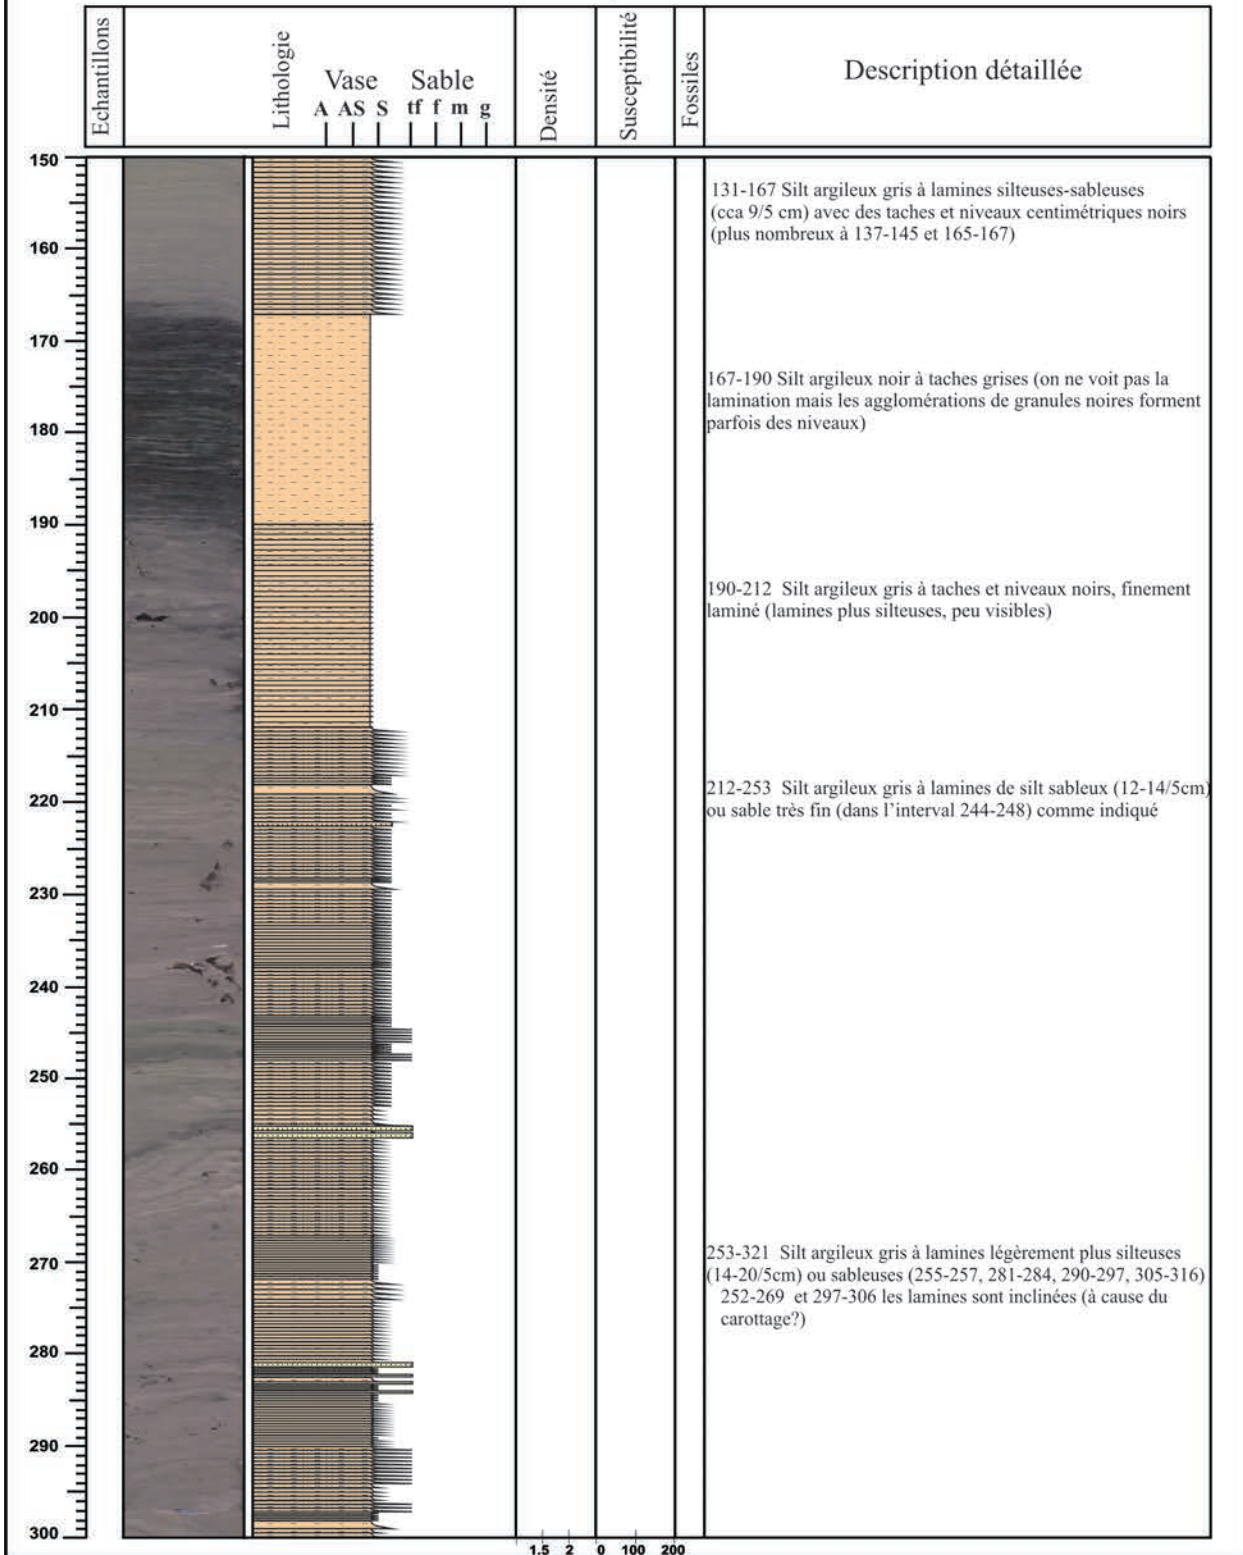 Echantillons
Lithologie
Vase Sable
A AS S tf f m g
Densité
Susceptibilité
Fossiles
Description détaillée
150
160
170
180
190
200
210
220
230
240
250
260
270
280
290
300
131-167 Silt argileux gris à lamines silteuses-sableuses
(cca 9/5 cm) avec des taches et niveaux centimétriques noirs
(plus nombreux à 137-145 et 165-167)
167-190 Silt argileux noir à taches grises (on ne voit pas la
lamination mais les agglomérations de granules noires forment
parfois des niveaux)
190-212 Silt argileux gris à taches et niveaux noirs, finement
laminé (lamines plus silteuses, peu visibles)
212-253 Silt argileux gris à lamines de silt sableux (12-14/5cm)
ou sable très fin (dans l'interval 244-248) comme indiqué
253-321 Silt argileux gris à lamines légèrement plus silteuses
(14-20/5cm) ou sableuses (255-257, 281-284, 290-297, 305-316)
252-269 et 297-306 les lamines sont inclinées (à cause du
carottage?)
1.5 2 0 100 200